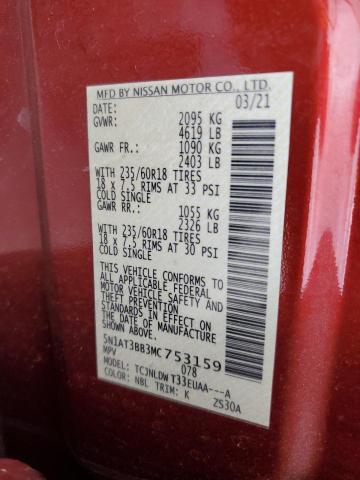 MFD BY NISSAN MOTOR CO., LTD.
DATE: 03/21
GVWR: 2095 KG
4619 LB
GAWR FR.: 1090 KG
2403 LB
WITH 235/60R18 TIRES
18 x 7.5 RIMS AT 33 PSI
COLD SINGLE
GAWR RR.: 1055 KG
2326 LB
WITH 235/60R18 TIRES
18 x 7.5 RIMS AT 30 PSI
COLD SINGLE
THIS VEHICLE CONFORMS TO
ALL APPLICABLE FEDERAL
MOTOR VEHICLE SAFETY AND
THEFT PREVENTION
STANDARDS IN EFFECT ON
THE DATE OF MANUFACTURE
SHOWN ABOVE.
5N1AT3BB3MC753159
MPV 078
TYPE: TCJNLDWT33EUAA---A
COLOR: NBL TRIM: K ZS30A